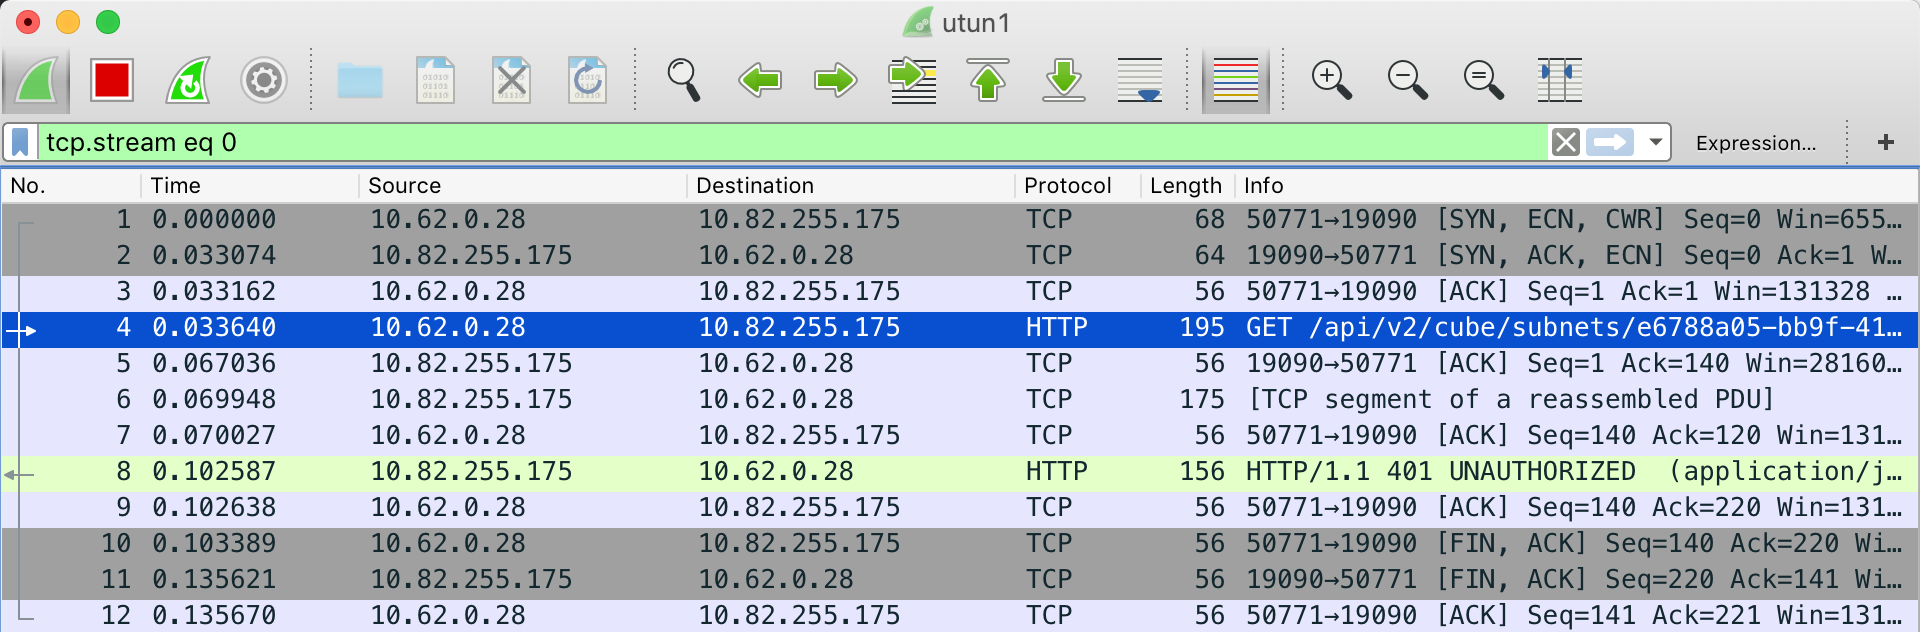 utun1
tcp.stream eq 0 Expression... +
No. Time Source Destination Protocol Length Info
1 0.000000 10.62.0.28 10.82.255.175 TCP 68 50771→19090 [SYN, ECN, CWR] Seq=0 Win=655…
2 0.033074 10.82.255.175 10.62.0.28 TCP 64 19090→50771 [SYN, ACK, ECN] Seq=0 Ack=1 W…
3 0.033162 10.62.0.28 10.82.255.175 TCP 56 50771→19090 [ACK] Seq=1 Ack=1 Win=131328 …
4 0.033640 10.62.0.28 10.82.255.175 HTTP 195 GET /api/v2/cube/subnets/e6788a05-bb9f-41…
5 0.067036 10.82.255.175 10.62.0.28 TCP 56 19090→50771 [ACK] Seq=1 Ack=140 Win=28160…
6 0.069948 10.82.255.175 10.62.0.28 TCP 175 [TCP segment of a reassembled PDU]
7 0.070027 10.62.0.28 10.82.255.175 TCP 56 50771→19090 [ACK] Seq=140 Ack=120 Win=131…
8 0.102587 10.82.255.175 10.62.0.28 HTTP 156 HTTP/1.1 401 UNAUTHORIZED (application/j…
9 0.102638 10.62.0.28 10.82.255.175 TCP 56 50771→19090 [ACK] Seq=140 Ack=220 Win=131…
10 0.103389 10.62.0.28 10.82.255.175 TCP 56 50771→19090 [FIN, ACK] Seq=140 Ack=220 Wi…
11 0.135621 10.82.255.175 10.62.0.28 TCP 56 19090→50771 [FIN, ACK] Seq=220 Ack=141 Wi…
12 0.135670 10.62.0.28 10.82.255.175 TCP 56 50771→19090 [ACK] Seq=141 Ack=221 Win=131…